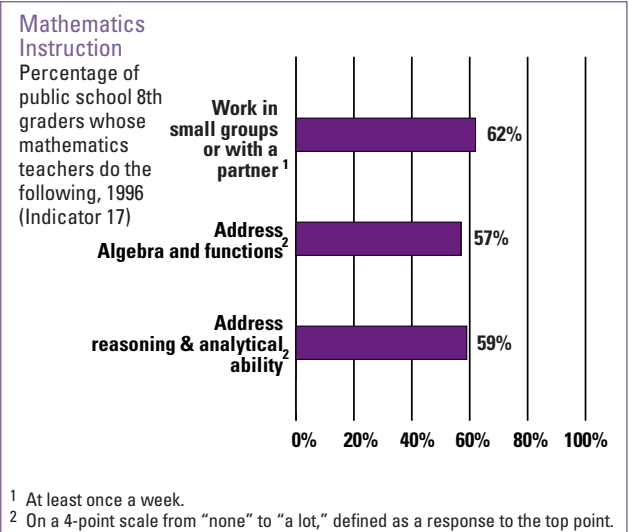 Mathematics
Instruction
Percentage of
public school 8th
graders whose
mathematics
teachers do the
following, 1996
(Indicator 17)
Work in
small groups
or with a
partner 1
62%
Address
Algebra and functions2
57%
Address
reasoning & analytical
ability2
59%
0% 20% 40% 60% 80% 100%
1 At least once a week.
2 On a 4-point scale from “none” to “a lot,” defined as a response to the top point.